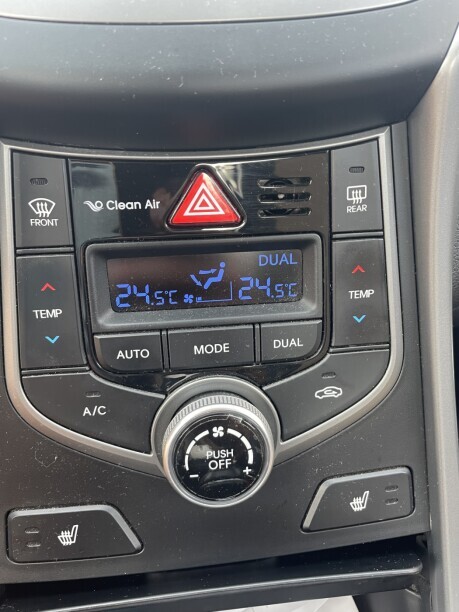 FRONT
Clean Air
REAR
TEMP
DUAL
24.5°C 24.5°C
TEMP
AUTO
MODE
DUAL
A/C
PUSH
OFF
- +